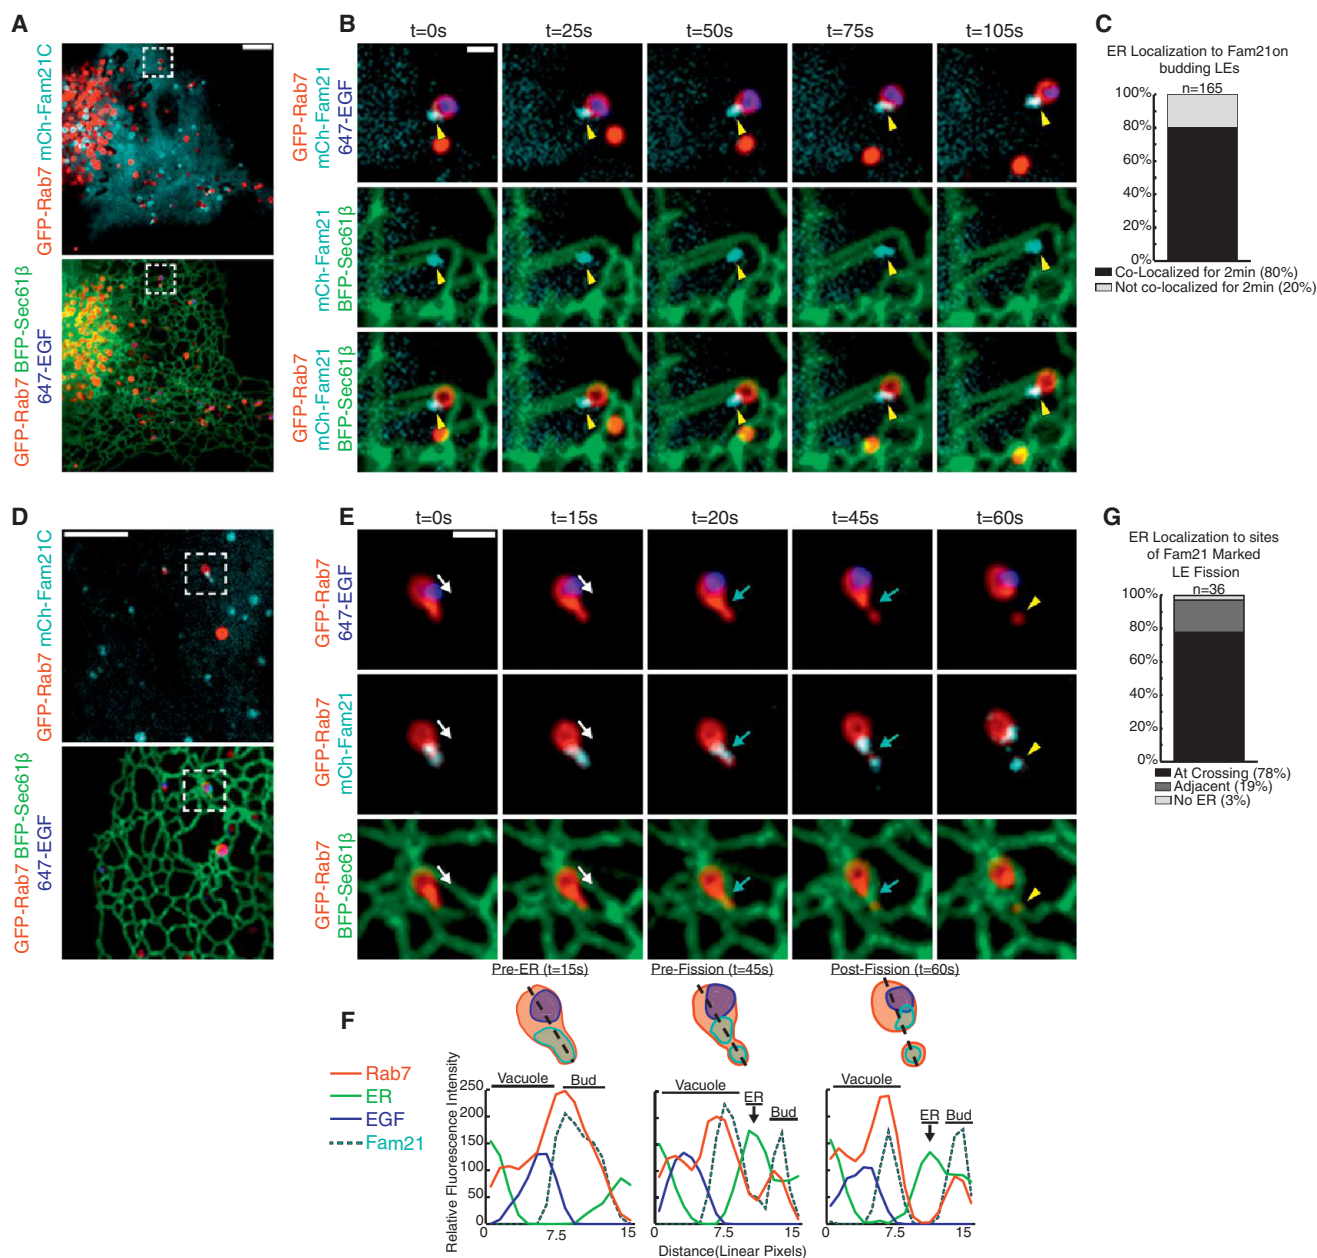 A
GFP-Rab7 mCh-Fam21C
GFP-Rab7 BFP-Sec61β
647-EGF
B
t=0s
t=25s
t=50s
t=75s
t=105s
GFP-Rab7
mCh-Fam21
647-EGF
mCh-Fam21
BFP-Sec61β
GFP-Rab7
mCh-Fam21
BFP-Sec61β
C
ER Localization to Fam21on
budding LEs
n=165
100%
80%
60%
40%
20%
0%
Co-Localized for 2min (80%)
Not co-localized for 2min (20%)
D
GFP-Rab7 mCh-Fam21C
GFP-Rab7 BFP-Sec61β
647-EGF
E
t=0s
t=15s
t=20s
t=45s
t=60s
GFP-Rab7
647-EGF
GFP-Rab7
mCh-Fam21
GFP-Rab7
BFP-Sec61β
G
ER Localization to sites
of Fam21 Marked
LE Fission
n=36
100%
80%
60%
40%
20%
0%
At Crossing (78%)
Adjacent (19%)
No ER (3%)
F
Pre-ER (t=15s)
Pre-Fission (t=45s)
Post-Fission (t=60s)
Rab7
ER
EGF
Fam21
Relative Fluorescence Intensity
250
200
150
100
50
0
Vacuole
Bud
0
7.5
15
Vacuole
ER
Bud
0
7.5
15
Vacuole
ER
Bud
0
7.5
15
Distance(Linear Pixels)